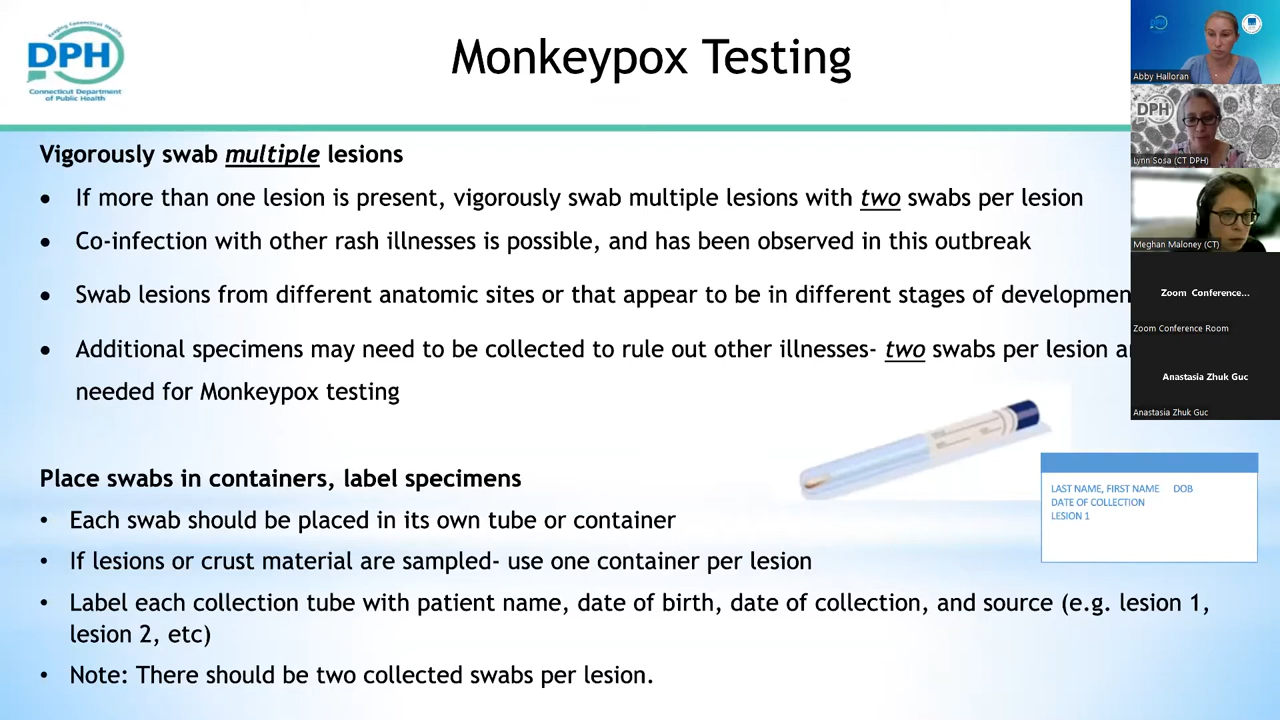 Keeping Connecticut Healthy
DPH
Connecticut Department
of Public Health
Monkeypox Testing
Vigorously swab multiple lesions
• If more than one lesion is present, vigorously swab multiple lesions with two swabs per lesion
• Co-infection with other rash illnesses is possible, and has been observed in this outbreak
• Swab lesions from different anatomic sites or that appear to be in different stages of developmen
• Additional specimens may need to be collected to rule out other illnesses- two swabs per lesion a
needed for Monkeypox testing
Place swabs in containers, label specimens
• Each swab should be placed in its own tube or container
• If lesions or crust material are sampled- use one container per lesion
• Label each collection tube with patient name, date of birth, date of collection, and source (e.g. lesion 1,
lesion 2, etc)
• Note: There should be two collected swabs per lesion.
LAST NAME, FIRST NAME DOB
DATE OF COLLECTION
LESION 1
Abby Halloran
DPH
Lynn Sosa (CT DPH)
Meghan Maloney (CT)
Zoom Conference...
Zoom Conference Room
Anastasia Zhuk Guc
Anastasia Zhuk Guc